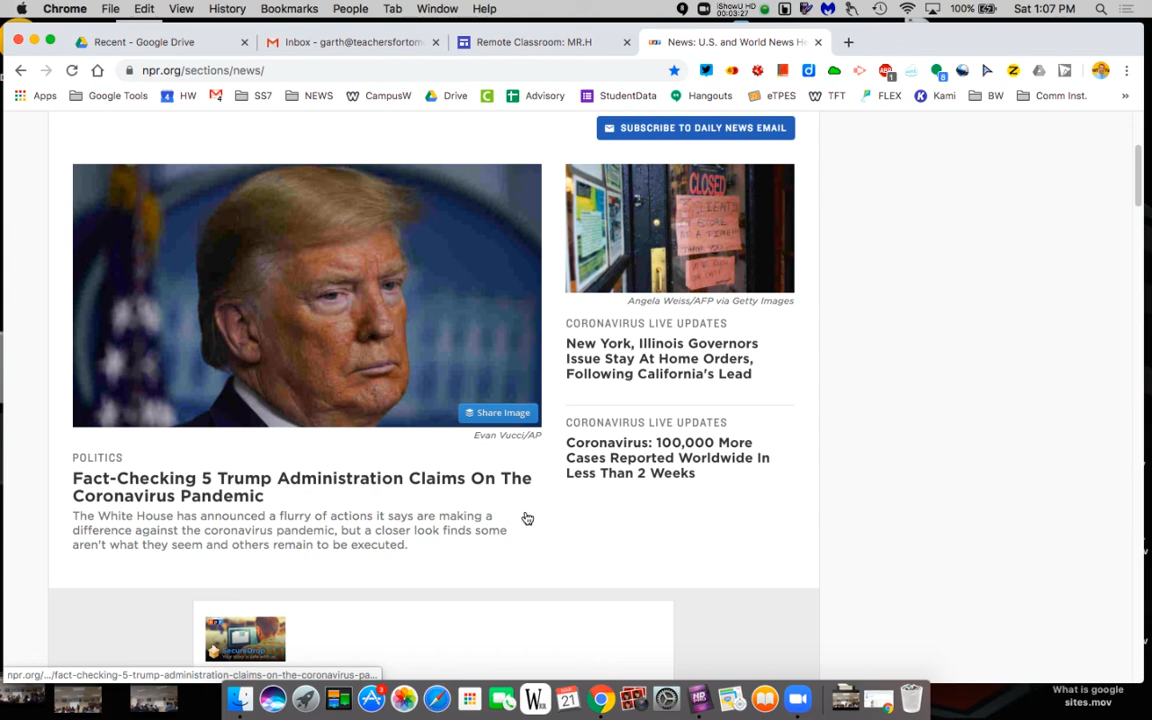 Chrome File Edit View History Bookmarks People Tab Window Help
iShowU HD 00:03:27 100% Sat 1:07 PM
Recent - Google Drive
Inbox - garth@teachersfortom
Remote Classroom: MR.H
News: U.S. and World News He
npr.org/sections/news/
Apps Google Tools HW SS7 NEWS CampusW Drive Advisory StudentData Hangouts eTPES TFT FLEX Kami BW Comm Inst. »
SUBSCRIBE TO DAILY NEWS EMAIL
CLOSED
Share Image
Evan Vucci/AP
POLITICS
Fact-Checking 5 Trump Administration Claims On The
Coronavirus Pandemic
The White House has announced a flurry of actions it says are making a
difference against the coronavirus pandemic, but a closer look finds some
aren't what they seem and others remain to be executed.
Angela Weiss/AFP via Getty Images
CORONAVIRUS LIVE UPDATES
New York, Illinois Governors
Issue Stay At Home Orders,
Following California's Lead
CORONAVIRUS LIVE UPDATES
Coronavirus: 100,000 More
Cases Reported Worldwide In
Less Than 2 Weeks
SecureDrop
npr.org/.../fact-checking-5-trump-administration-claims-on-the-coronavirus-pa...
What is google
sites.mov